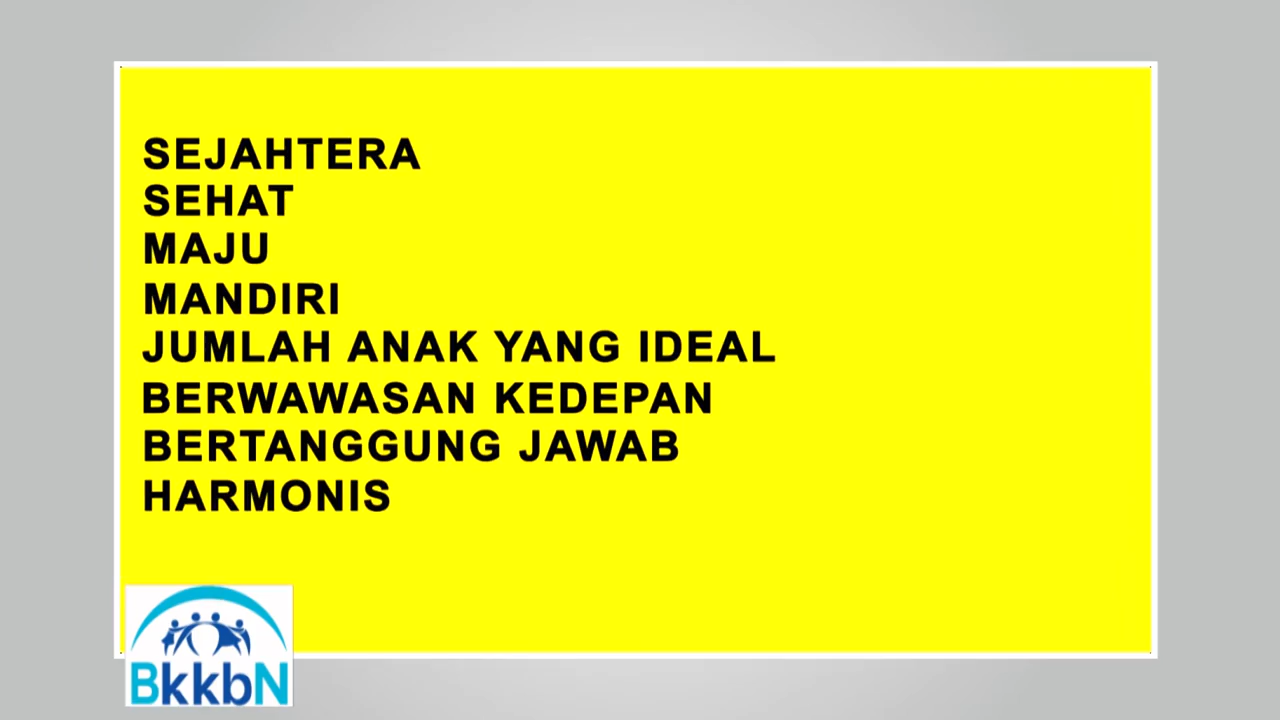 SEJAHTERA
SEHAT
MAJU
MANDIRI
JUMLAH ANAK YANG IDEAL
BERWAWASAN KEDEPAN
BERTANGGUNG JAWAB
HARMONIS
BkkbN